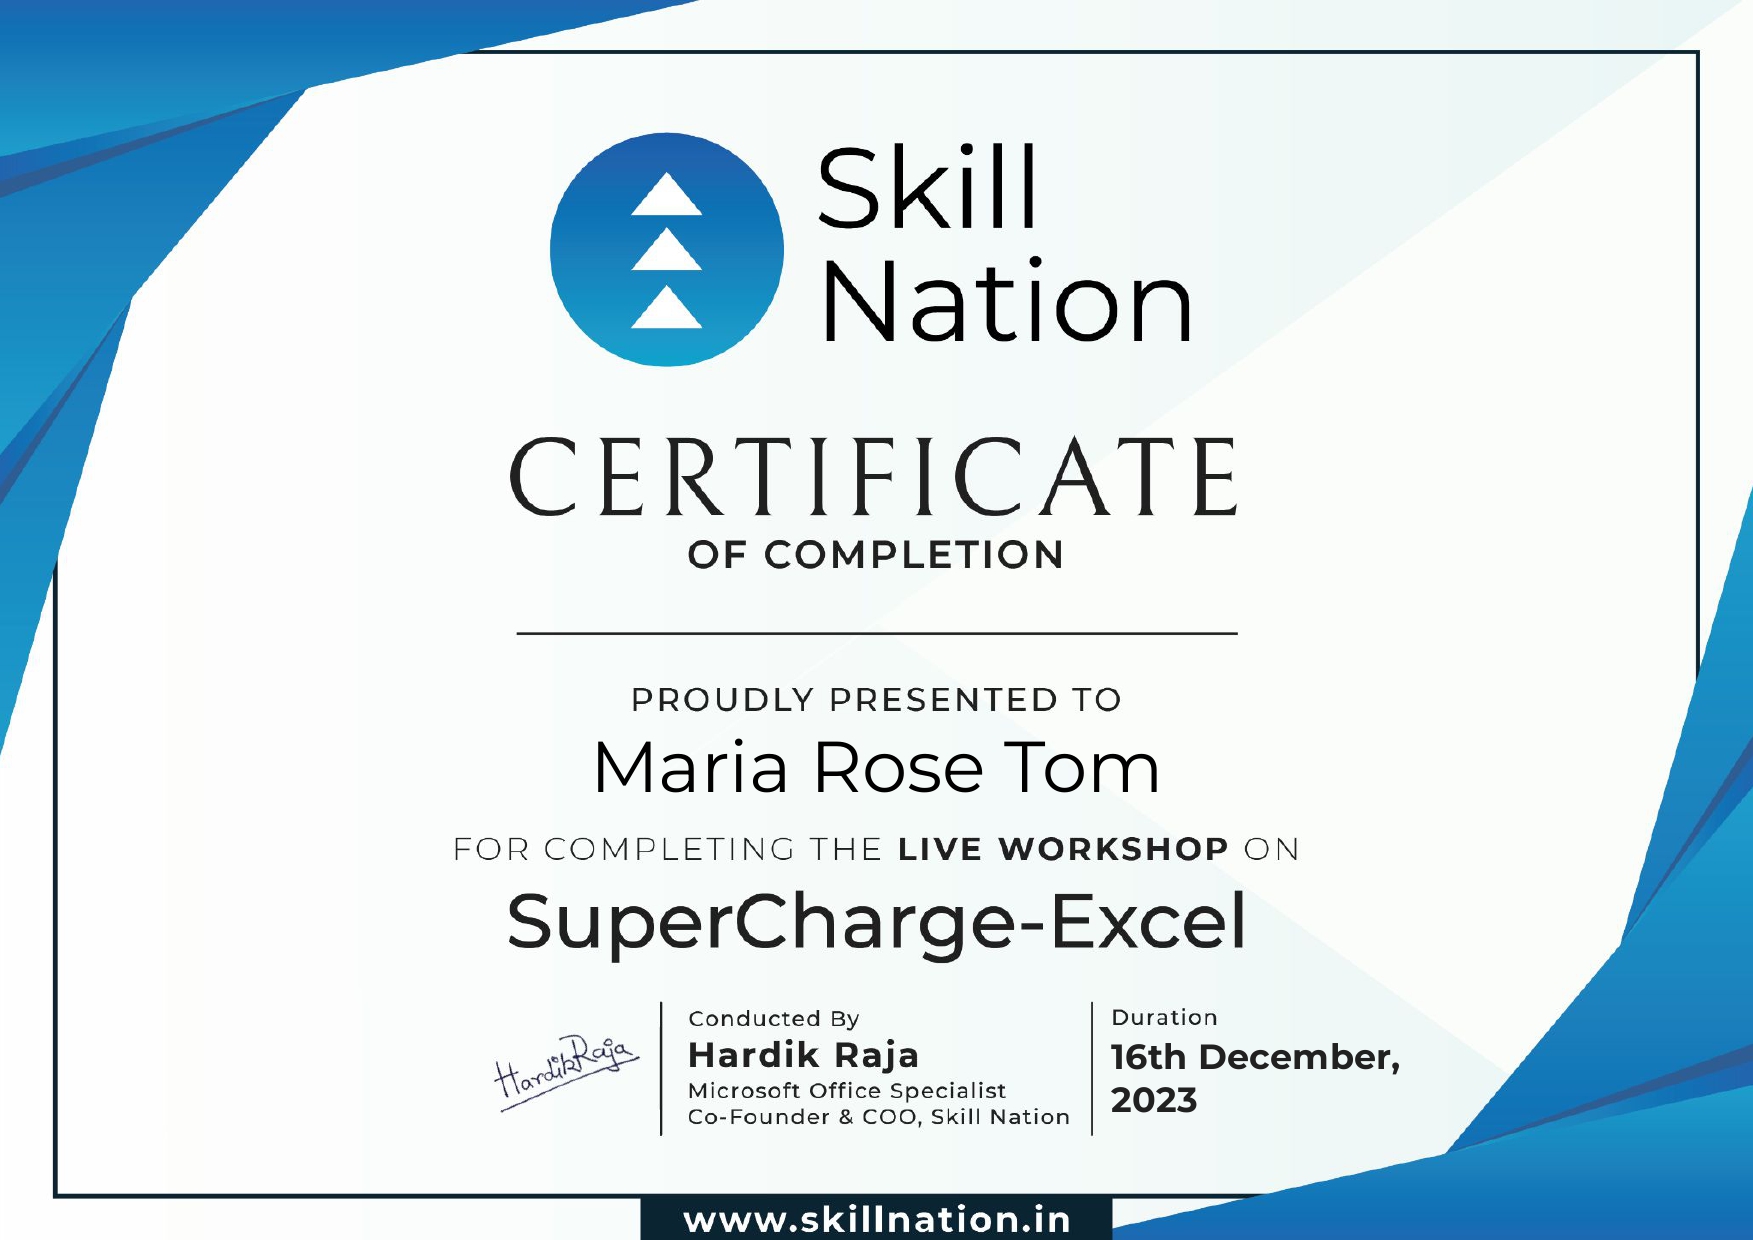 Skill
Nation
CERTIFICATE
OF COMPLETION
PROUDLY PRESENTED TO
Maria Rose Tom
FOR COMPLETING THE LIVE WORKSHOP ON
SuperCharge-Excel
HardikRaja
Conducted By
Hardik Raja
Microsoft Office Specialist
Co-Founder & COO, Skill Nation
Duration
16th December,
2023
www.skillnation.in